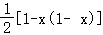 1/2[1-x(1- x)]